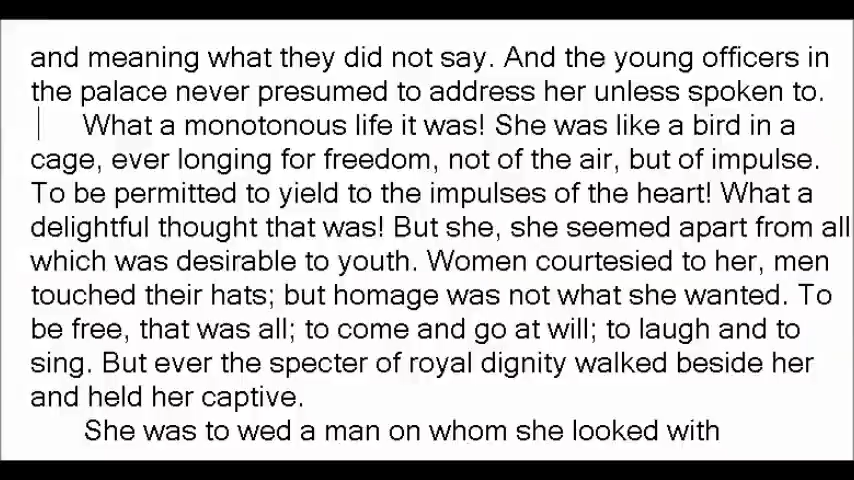 and meaning what they did not say. And the young officers in
the palace never presumed to address her unless spoken to.
What a monotonous life it was! She was like a bird in a
cage, ever longing for freedom, not of the air, but of impulse.
To be permitted to yield to the impulses of the heart! What a
delightful thought that was! But she, she seemed apart from all
which was desirable to youth. Women courtesied to her, men
touched their hats; but homage was not what she wanted. To
be free, that was all; to come and go at will; to laugh and to
sing. But ever the specter of royal dignity walked beside her
and held her captive.
She was to wed a man on whom she looked with